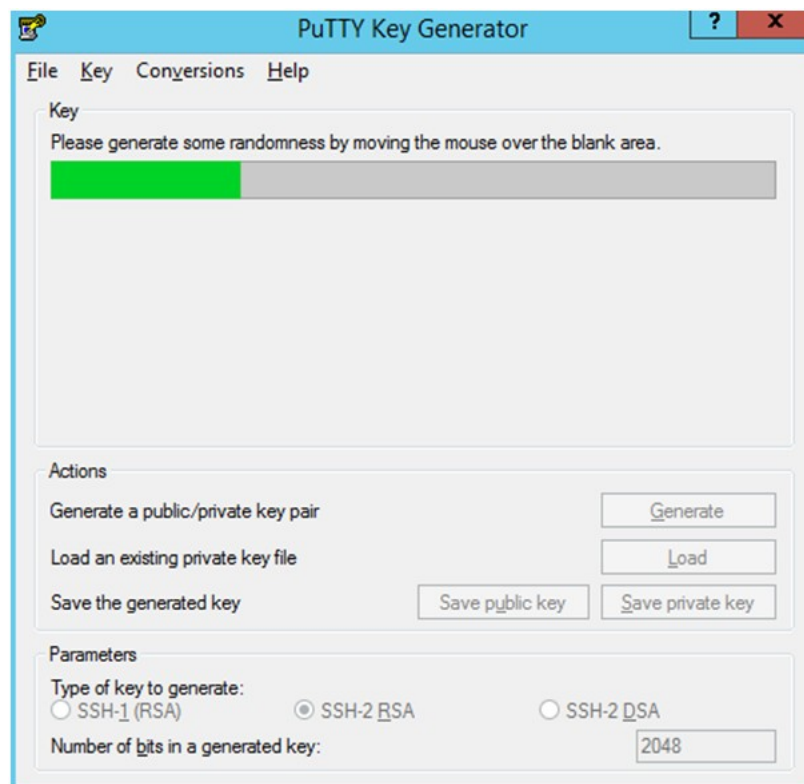 PuTTY Key Generator ? X
File Key Conversions Help
Key
Please generate some randomness by moving the mouse over the blank area.
Actions
Generate a public/private key pair Generate
Load an existing private key file Load
Save the generated key Save public key Save private key
Parameters
Type of key to generate:
SSH-1 (RSA) SSH-2 RSA SSH-2 DSA
Number of bits in a generated key: 2048